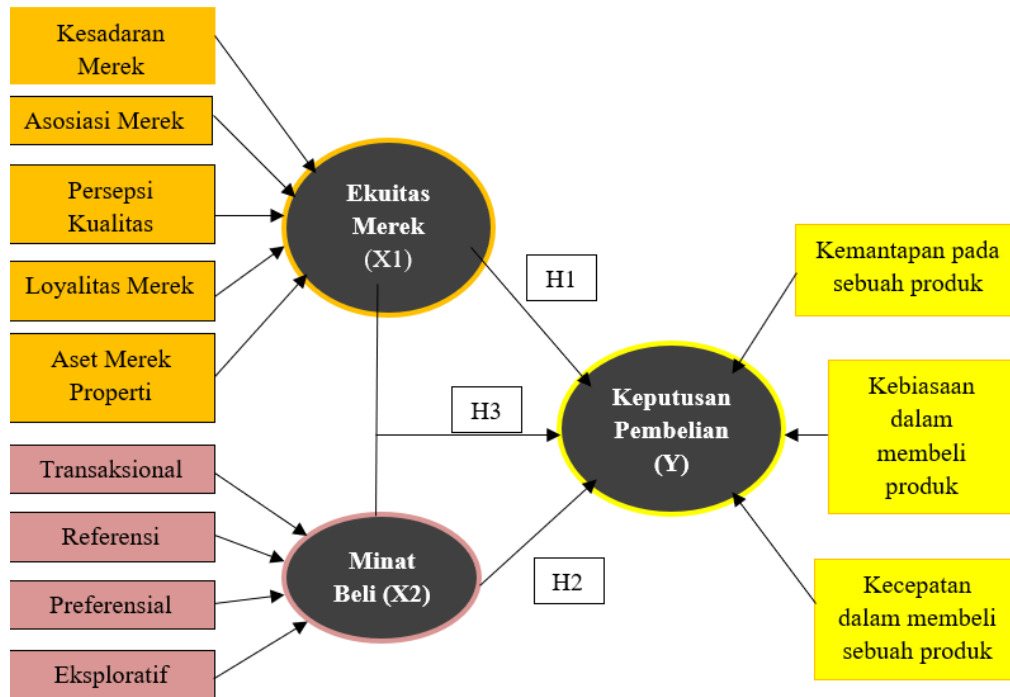 Kesadaran
Merek
Asosiasi Merek
Persepsi
Kualitas
Loyalitas Merek
Aset Merek
Properti
Transaksional
Referensi
Preferensial
Eksploratif
Ekuitas
Merek
(X1)
Minat
Beli (X2)
H1
H3
H2
Keputusan
Pembelian
(Y)
Kemantapan pada
sebuah produk
Kebiasaan
dalam
membeli
produk
Kecepatan
dalam membeli
sebuah produk